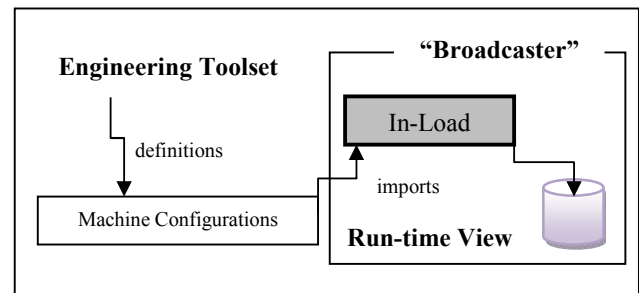 Engineering Toolset
“Broadcaster”
In-Load
definitions
imports
Machine Configurations
Run-time View